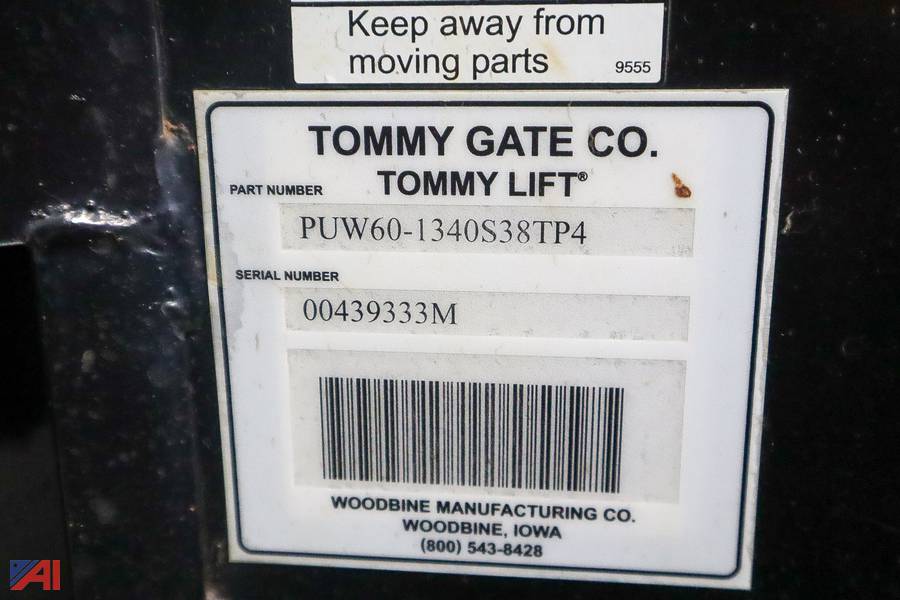 Keep away from
moving parts
9555
TOMMY GATE CO.
TOMMY LIFT®
PART NUMBER
PUW60-1340S38TP4
SERIAL NUMBER
00439333M
WOODBINE MANUFACTURING CO.
WOODBINE, IOWA
(800) 543-8428
AI